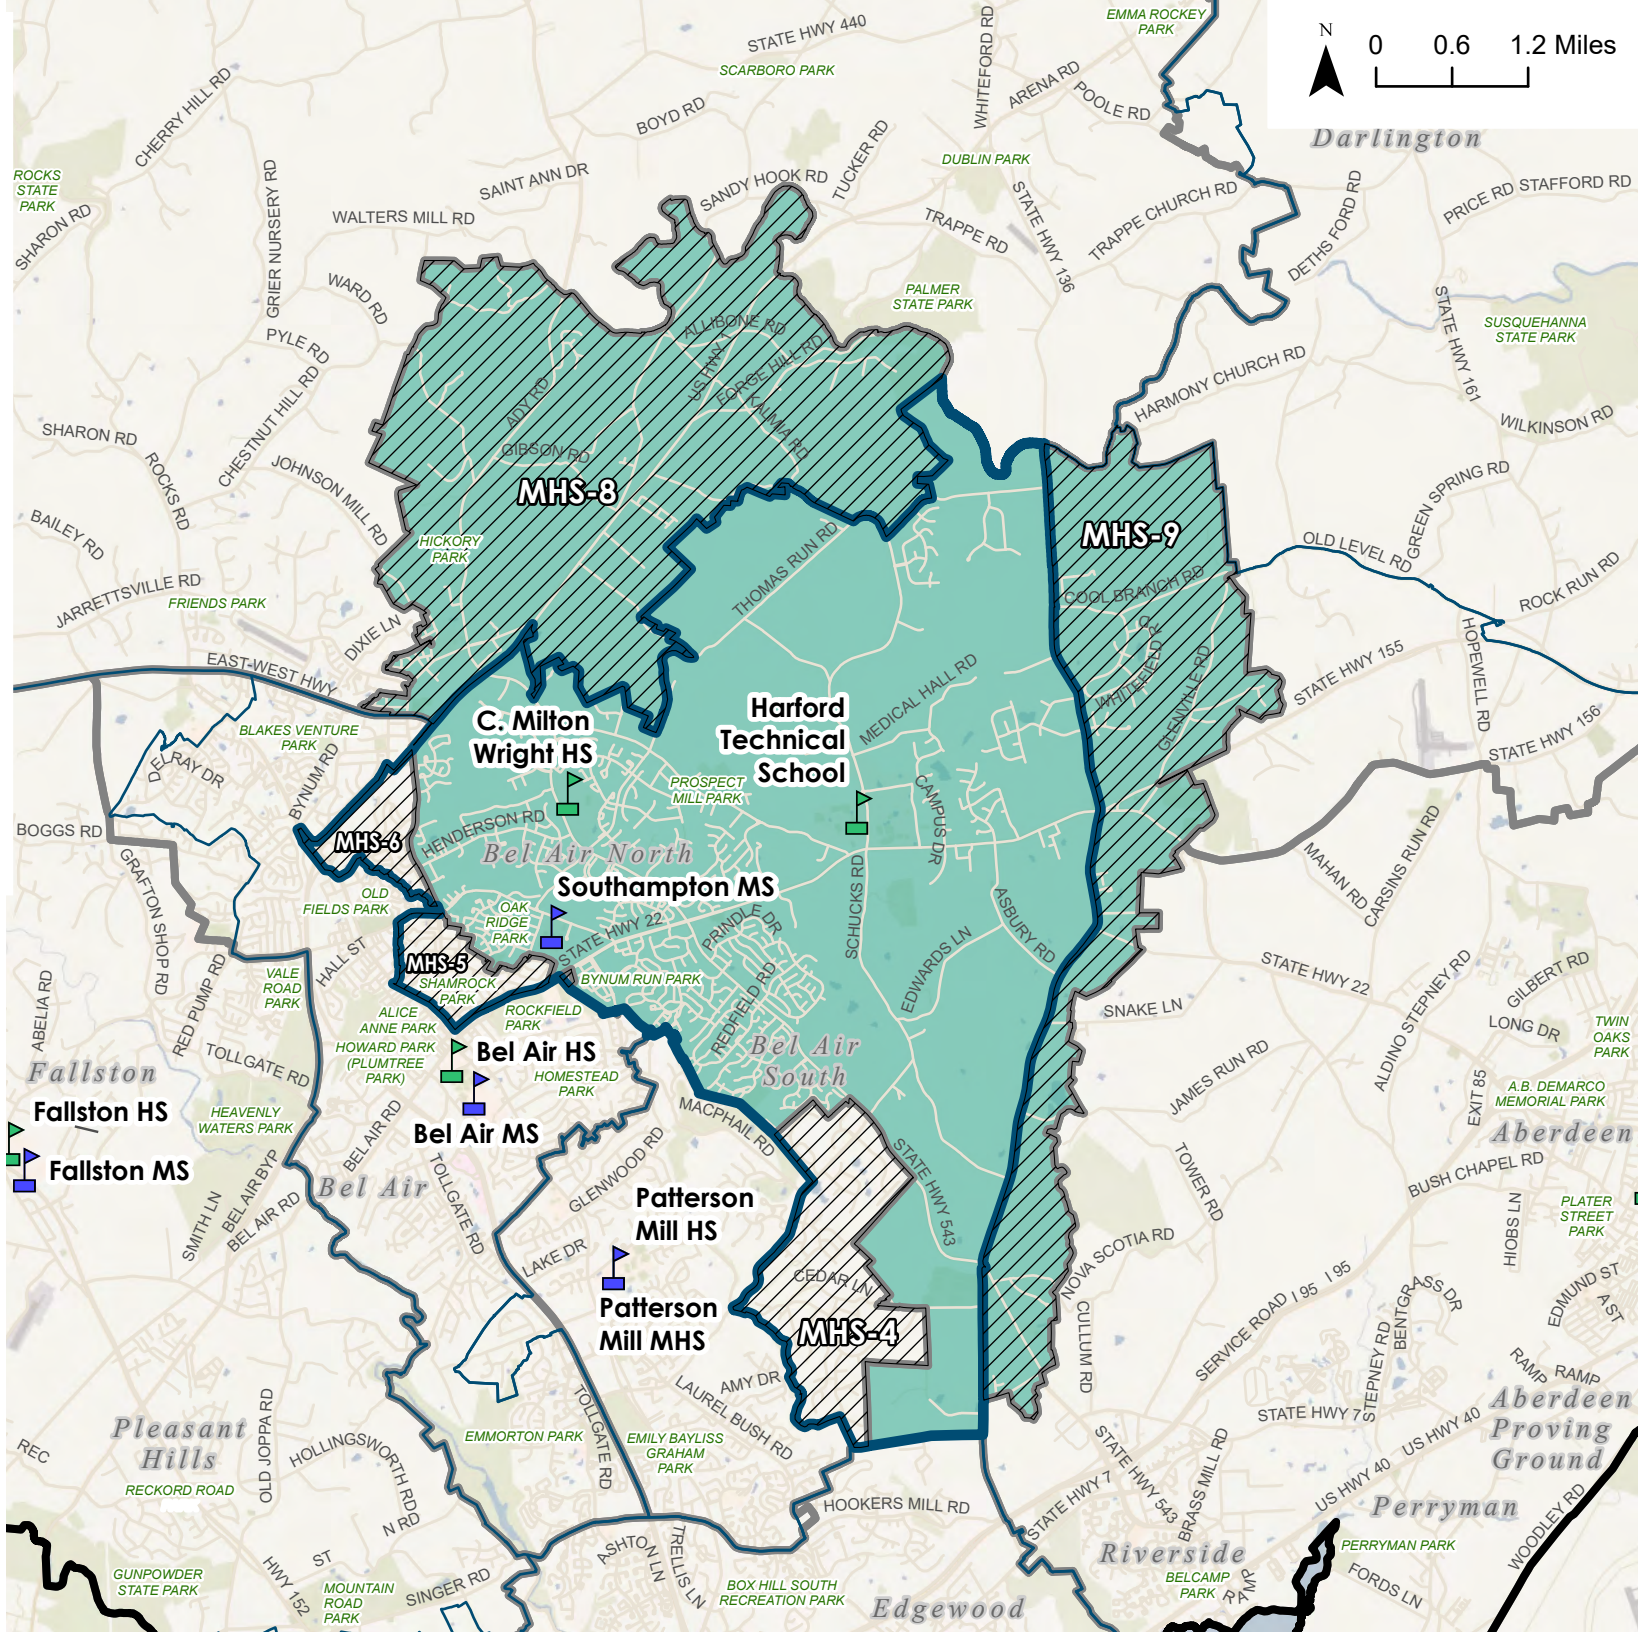 EMMA ROCKEY
PARK
N
0 0.6 1.2 Miles
STATE HWY 440
SCARBORO PARK
WHITEFORD RD
ARENA RD
POOLE RD
CHERRY HILL RD
BOYD RD
Darlington
ROCKS
STATE
PARK
SHARON RD
GRIER NURSERY RD
SAINT ANN DR
SANDY HOOK RD
TUCKER RD
DUBLIN PARK
STATE HWY 136
TRAPPE CHURCH RD
DETHS FORD RD
PRICE RD
STAFFORD RD
WALTERS MILL RD
TRAPPE RD
WARD RD
PALMER
STATE PARK
STATE HWY 161
SUSQUEHANNA
STATE PARK
PYLE RD
ALLIBONE RD
US HWY 1
FORGE HILL RD
KALMIA RD
HARMONY CHURCH RD
CHESTNUT HILL RD
ADY RD
WILKINSON RD
SHARON RD
ROCKS RD
JOHNSON MILL RD
GIBSON RD
MHS-8
GREEN SPRING RD
BAILEY RD
HICKORY
PARK
MHS-9
OLD LEVEL RD
THOMAS RUN RD
JARRETTSVILLE RD
FRIENDS PARK
COOL BRANCH RD
ROCK RUN RD
DIXIE LN
WHITEFIELD RD
HOPEWELL RD
EAST-WEST HWY
GLENVILLE RD
STATE HWY 155
MEDICAL HALL RD
STATE HWY 156
BLAKES VENTURE
PARK
C. Milton
Wright HS
Harford
Technical
School
DELRAY DR
BYNUM RD
PROSPECT
MILL PARK
CAMPUS DR
BOGGS RD
MHS-6
HENDERSON RD
Bel Air North
MAHAN RD
CARSINS RUN RD
GRAFTON SHOP RD
OLD
FIELDS PARK
Southampton MS
OAK
RIDGE
PARK
STATE HWY 22
PRINDLE DR
SCHUCKS RD
ASBURY RD
EDWARDS LN
HALL ST
MHS-5
SHAMROCK
PARK
BYNUM RUN PARK
STATE HWY 22
ALDINO STEPNEY RD
GILBERT RD
ABELIA RD
RED PUMP RD
VALE
ROAD
PARK
ALICE
ANNE PARK
ROCKFIELD
PARK
REDFIELD RD
SNAKE LN
LONG DR
TWIN
OAKS
PARK
TOLLGATE RD
HOWARD PARK
(PLUMTREE
PARK)
Bel Air HS
HOMESTEAD
PARK
Bel Air
South
JAMES RUN RD
EXIT 85
A.B. DEMARCO
MEMORIAL PARK
Fallston
Fallston HS
HEAVENLY
WATERS PARK
BEL AIR RD
Bel Air MS
MACPHAIL RD
STATE HWY 543
TOWER RD
Aberdeen
Fallston MS
SMITH LN
BEL AIR BYP
BEL AIR RD
Bel Air
TOLLGATE RD
GLENWOOD RD
Patterson
Mill HS
BUSH CHAPEL RD
HIOBS LN
PLATER
STREET
PARK
LAKE DR
NOVA SCOTIA RD
CEDAR LN
Patterson
Mill MHS
MHS-4
CULLUM RD
SERVICE ROAD
I 95
I 95
BENTGRASS DR
STEPNEY RD
EDMUND ST
A ST
AMY DR
LAUREL BUSH RD
RAMP
RAMP
Pleasant
Hills
OLD JOPPA RD
HOLLINGSWORTH RD
TOLLGATE RD
STATE HWY 7
US HWY 40
Aberdeen
Proving
Ground
REC
EMMORTON PARK
EMILY BAYLISS
GRAHAM
PARK
STATE HWY 543
BRASS MILL RD
RECKORD ROAD
N RD
HOOKERS MILL RD
STATE HWY 7
US HWY 40
Perryman
WOODLEY RD
ST
HWY 152
ASHTON LN
TRELLIS LN
Riverside
PERRYMAN PARK
GUNPOWDER
STATE PARK
MOUNTAIN
ROAD
PARK
SINGER RD
BOX HILL SOUTH
RECREATION PARK
Edgewood
BELCAMP
PARK
RAMP
FORDS LN